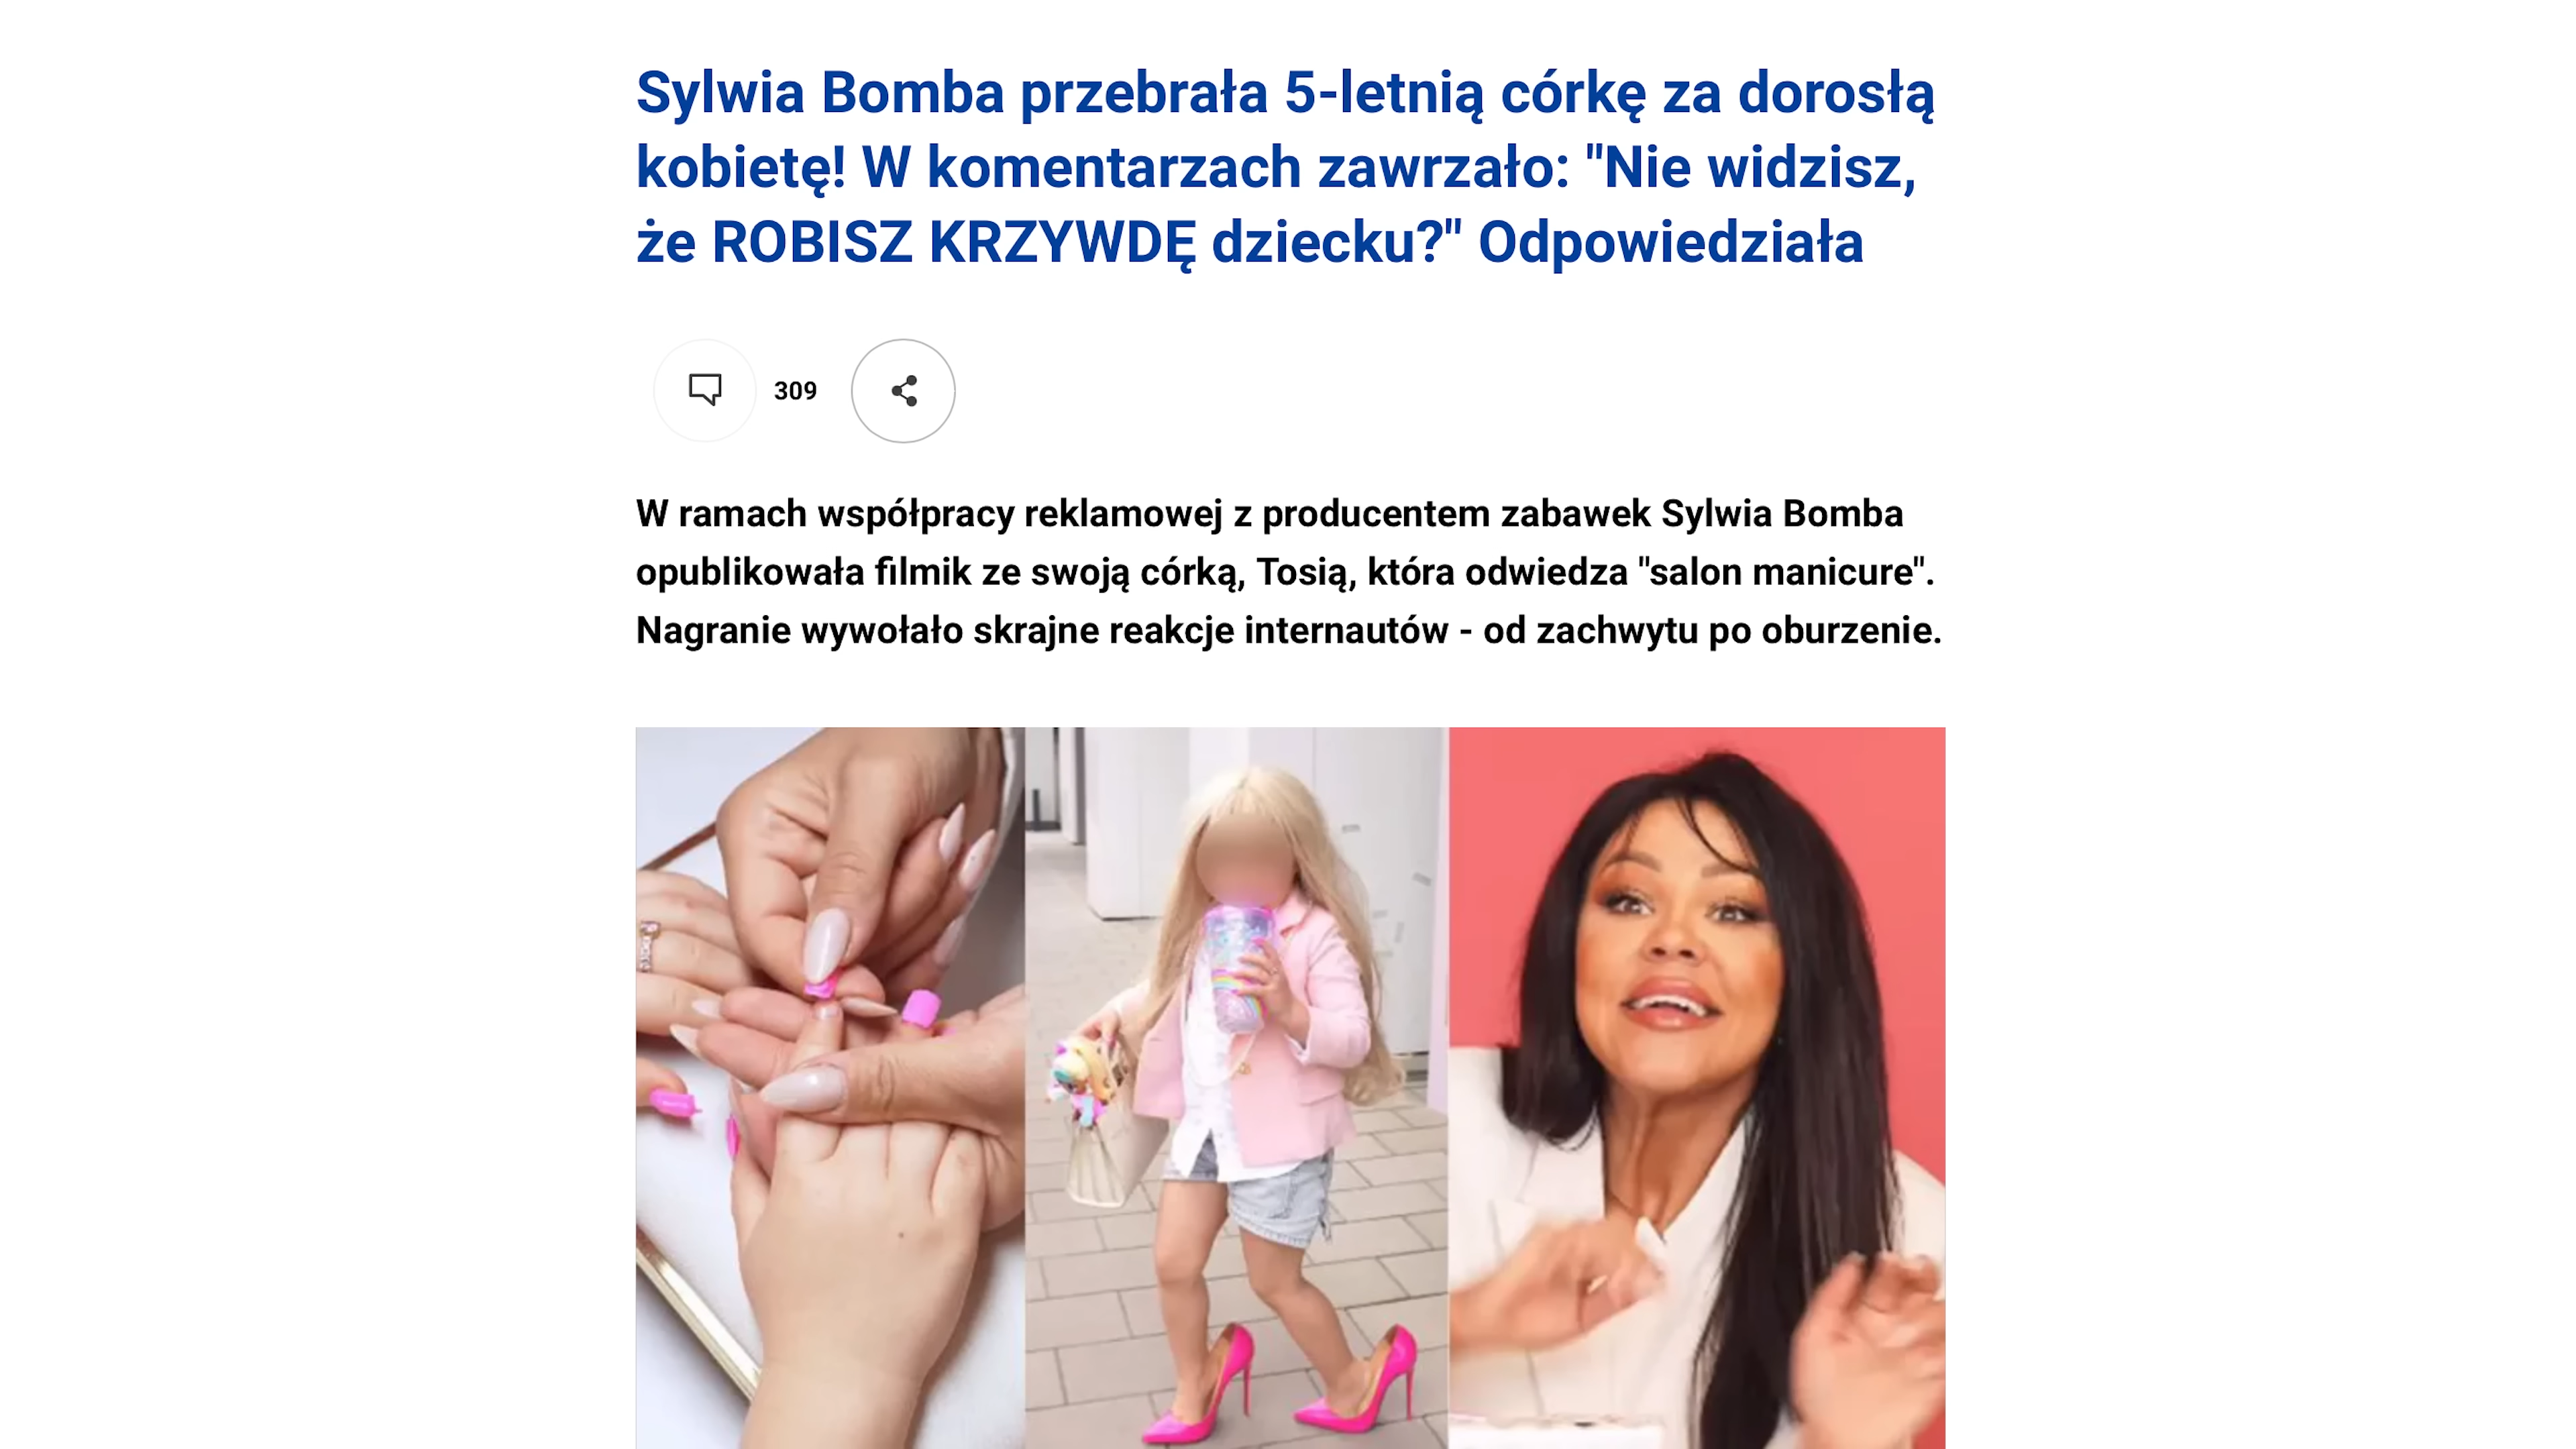 Sylwia Bomba przebrała 5-letnią córkę za dorosłą
kobietę! W komentarzach zawrzało: "Nie widzisz,
że ROBISZ KRZYWDĘ dziecku?" Odpowiedziała
309
W ramach współpracy reklamowej z producentem zabawek Sylwia Bomba
opublikowała filmik ze swoją córką, Tosią, która odwiedza "salon manicure".
Nagranie wywołało skrajne reakcje internautów - od zachwytu po oburzenie.